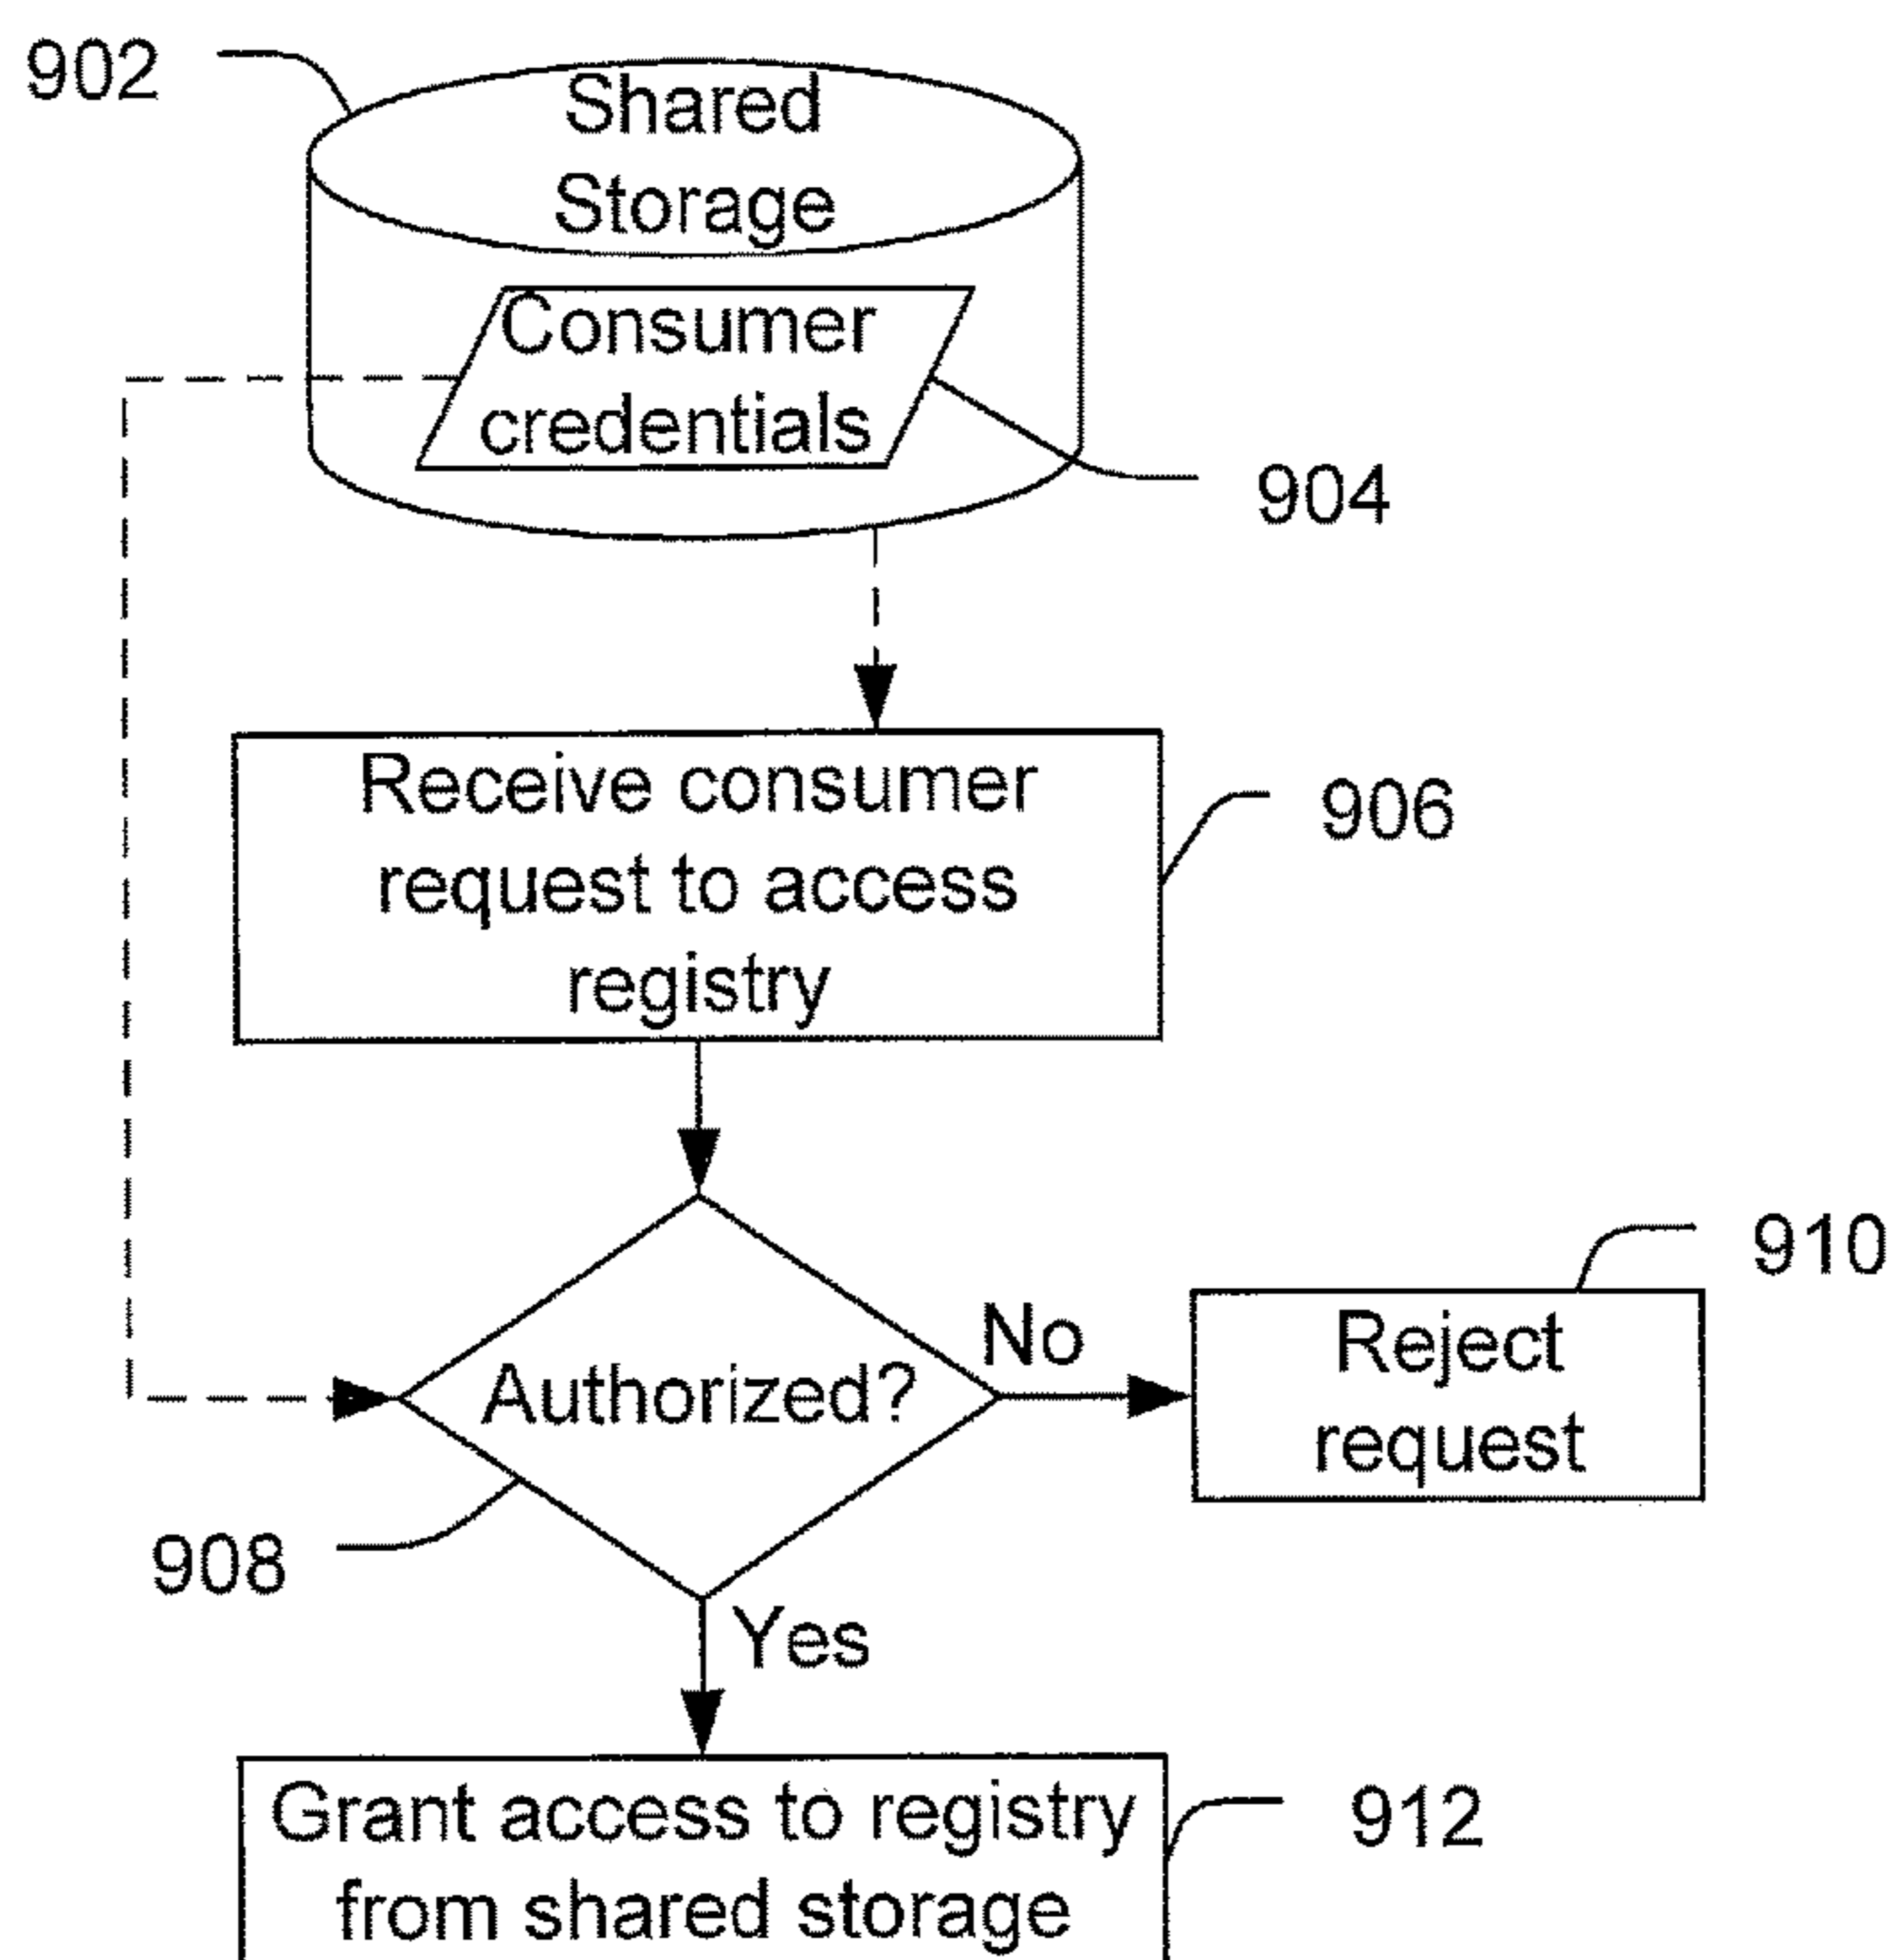 902
Shared
Storage
Consumer
credentials
904
Receive consumer
request to access
registry
906
Authorized?
No
Reject
request
910
908
Yes
Grant access to registry
from shared storage
912